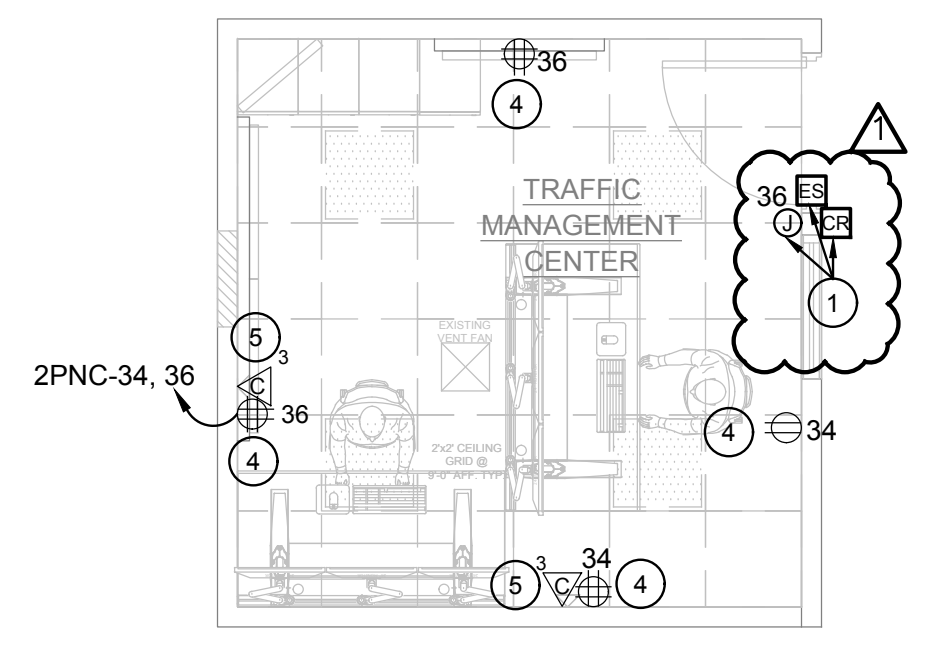 36
4
1
TRAFFIC
MANAGEMENT
CENTER
36 ES
J CR
1
EXISTING
VENT FAN
5
3
C
2PNC-34, 36
36
4
2'x2' CEILING
GRID @
9'-0" AFF. TYP.
4
34
34
5
3
C
4